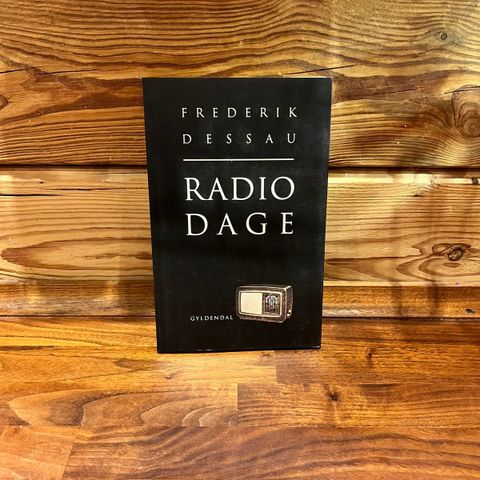 FREDERIK
DESSAU
RADIO
DAGE
GYLDENDAL